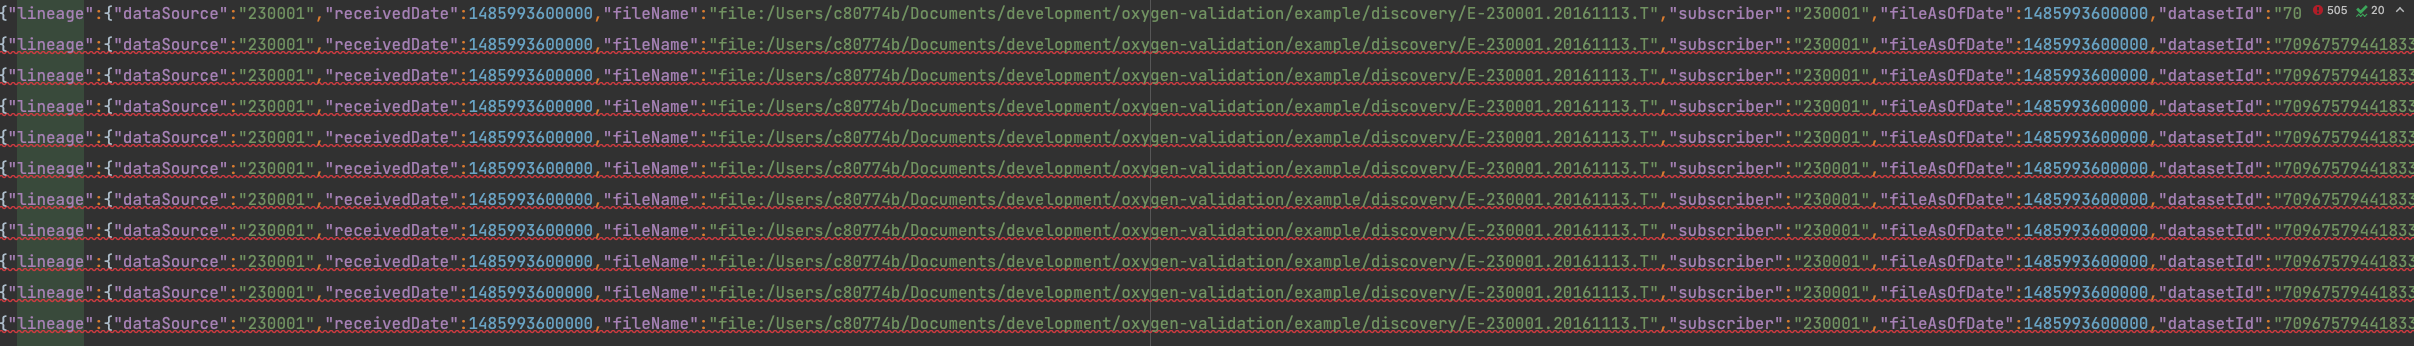 {"lineage":{"dataSource":"230001","receivedDate":1485993600000,"fileName":"file:/Users/c80774b/Documents/development/oxygen-validation/example/discovery/E-230001.20161113.T","subscriber":"230001","fileAsOfDate":1485993600000,"datasetId":"70 505 20
{"lineage":{"dataSource":"230001","receivedDate":1485993600000,"fileName":"file:/Users/c80774b/Documents/development/oxygen-validation/example/discovery/E-230001.20161113.T","subscriber":"230001","fileAsOfDate":1485993600000,"datasetId":"70967579441833
{"lineage":{"dataSource":"230001","receivedDate":1485993600000,"fileName":"file:/Users/c80774b/Documents/development/oxygen-validation/example/discovery/E-230001.20161113.T","subscriber":"230001","fileAsOfDate":1485993600000,"datasetId":"70967579441833
{"lineage":{"dataSource":"230001","receivedDate":1485993600000,"fileName":"file:/Users/c80774b/Documents/development/oxygen-validation/example/discovery/E-230001.20161113.T","subscriber":"230001","fileAsOfDate":1485993600000,"datasetId":"70967579441833
{"lineage":{"dataSource":"230001","receivedDate":1485993600000,"fileName":"file:/Users/c80774b/Documents/development/oxygen-validation/example/discovery/E-230001.20161113.T","subscriber":"230001","fileAsOfDate":1485993600000,"datasetId":"70967579441833
{"lineage":{"dataSource":"230001","receivedDate":1485993600000,"fileName":"file:/Users/c80774b/Documents/development/oxygen-validation/example/discovery/E-230001.20161113.T","subscriber":"230001","fileAsOfDate":1485993600000,"datasetId":"70967579441833
{"lineage":{"dataSource":"230001","receivedDate":1485993600000,"fileName":"file:/Users/c80774b/Documents/development/oxygen-validation/example/discovery/E-230001.20161113.T","subscriber":"230001","fileAsOfDate":1485993600000,"datasetId":"70967579441833
{"lineage":{"dataSource":"230001","receivedDate":1485993600000,"fileName":"file:/Users/c80774b/Documents/development/oxygen-validation/example/discovery/E-230001.20161113.T","subscriber":"230001","fileAsOfDate":1485993600000,"datasetId":"70967579441833
{"lineage":{"dataSource":"230001","receivedDate":1485993600000,"fileName":"file:/Users/c80774b/Documents/development/oxygen-validation/example/discovery/E-230001.20161113.T","subscriber":"230001","fileAsOfDate":1485993600000,"datasetId":"70967579441833
{"lineage":{"dataSource":"230001","receivedDate":1485993600000,"fileName":"file:/Users/c80774b/Documents/development/oxygen-validation/example/discovery/E-230001.20161113.T","subscriber":"230001","fileAsOfDate":1485993600000,"datasetId":"70967579441833
{"lineage":{"dataSource":"230001","receivedDate":1485993600000,"fileName":"file:/Users/c80774b/Documents/development/oxygen-validation/example/discovery/E-230001.20161113.T","subscriber":"230001","fileAsOfDate":1485993600000,"datasetId":"70967579441833